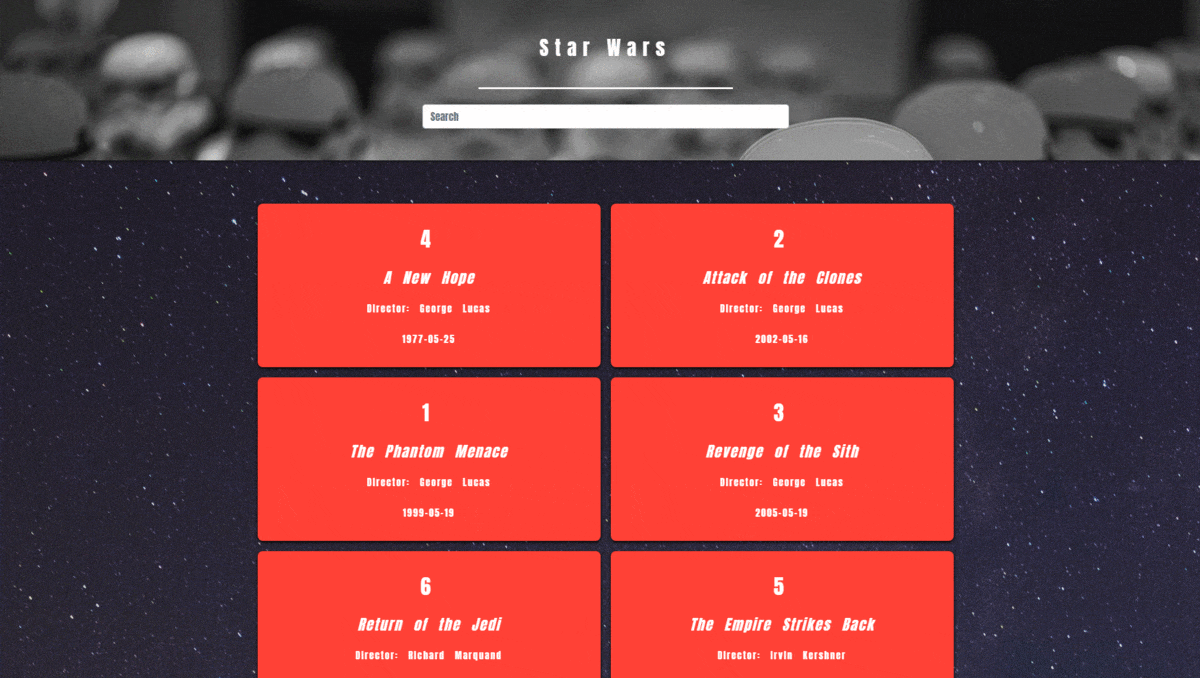 Star Wars
Search
4
A New Hope
Director: George Lucas
1977-05-25
2
Attack of the Clones
Director: George Lucas
2002-05-16
1
The Phantom Menace
Director: George Lucas
1999-05-19
3
Revenge of the Sith
Director: George Lucas
2005-05-19
6
Return of the Jedi
Director: Richard Marquand
5
The Empire Strikes Back
Director: Irvin Kershner